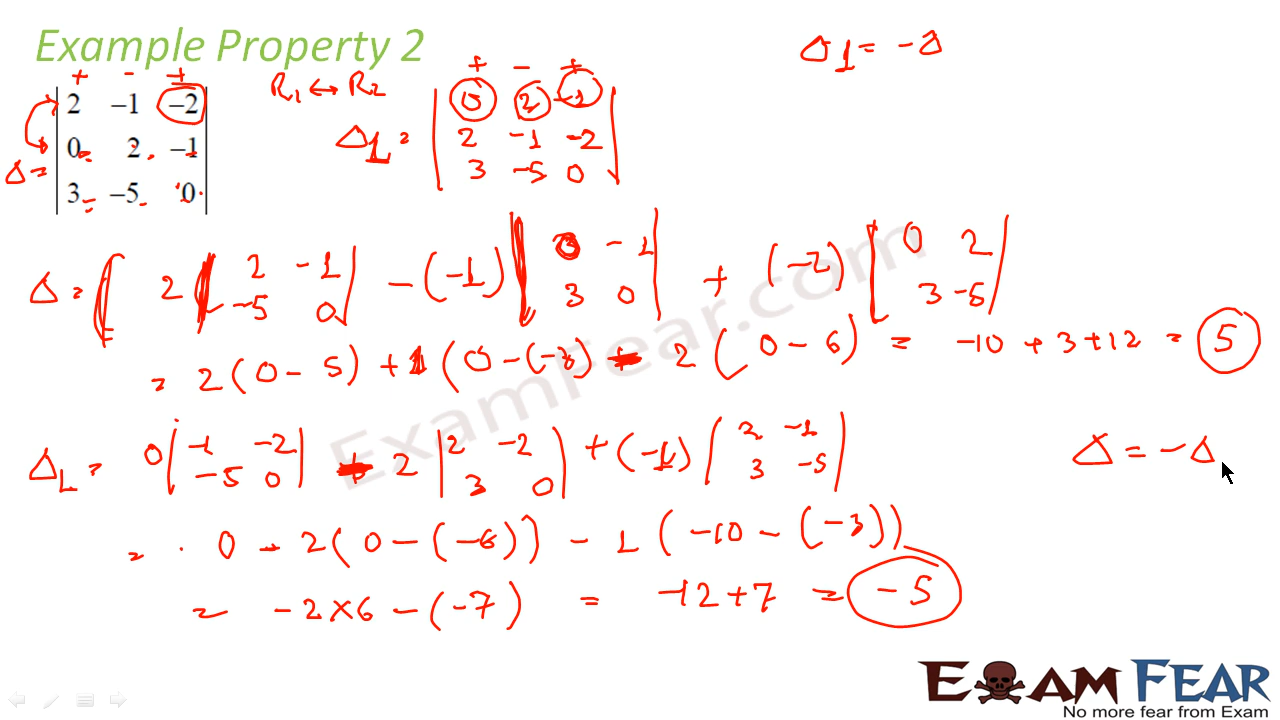 Example Property 2
Δ1 = -Δ
+ - +
R1 ↔ R2
+ - +
Δ =
2 -1 -2
0 2 -1
3 -5 0
Δ1 =
0 2 -1
2 -1 -2
3 -5 0
Δ = 2 | 2 -1 | - (-1) | 0 -1 | + (-2) | 0 2 |
| -5 0 | | 3 0 | | 3 -5 |
= 2(0 - 5) + 1(0 - (-3) 2(0 - 6) = -10 + 3 + 12 = 5
Δ1 = 0 | -1 -2 | - 2 | 2 -2 | + (-1) | 2 -1 |
| -5 0 | | 3 0 | | 3 -5 |
Δ = -Δ
= 0 - 2(0 - (-6)) - 1(-10 - (-3))
= -2 × 6 - (-7) = -12 + 7 = -5
ExamFear.com
EXAM FEAR
No more fear from Exam